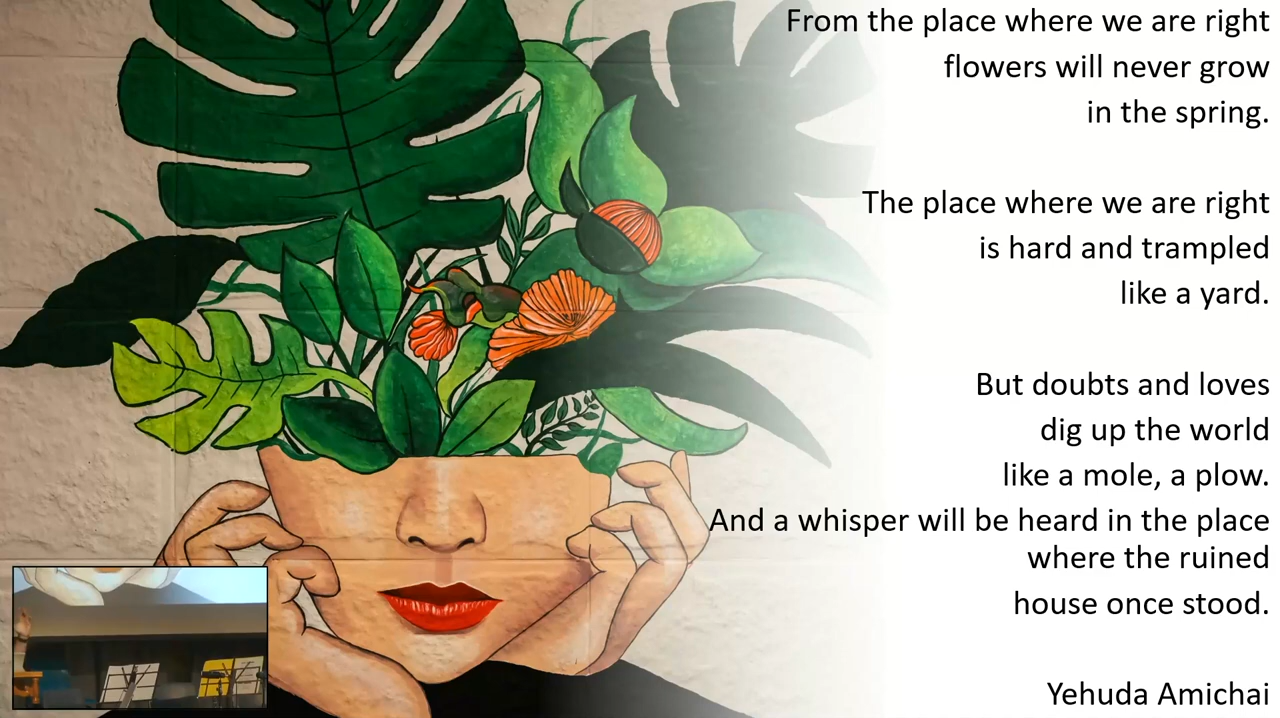 From the place where we are right
flowers will never grow
in the spring.
The place where we are right
is hard and trampled
like a yard.
But doubts and loves
dig up the world
like a mole, a plow.
And a whisper will be heard in the place
where the ruined
house once stood.
Yehuda Amichai